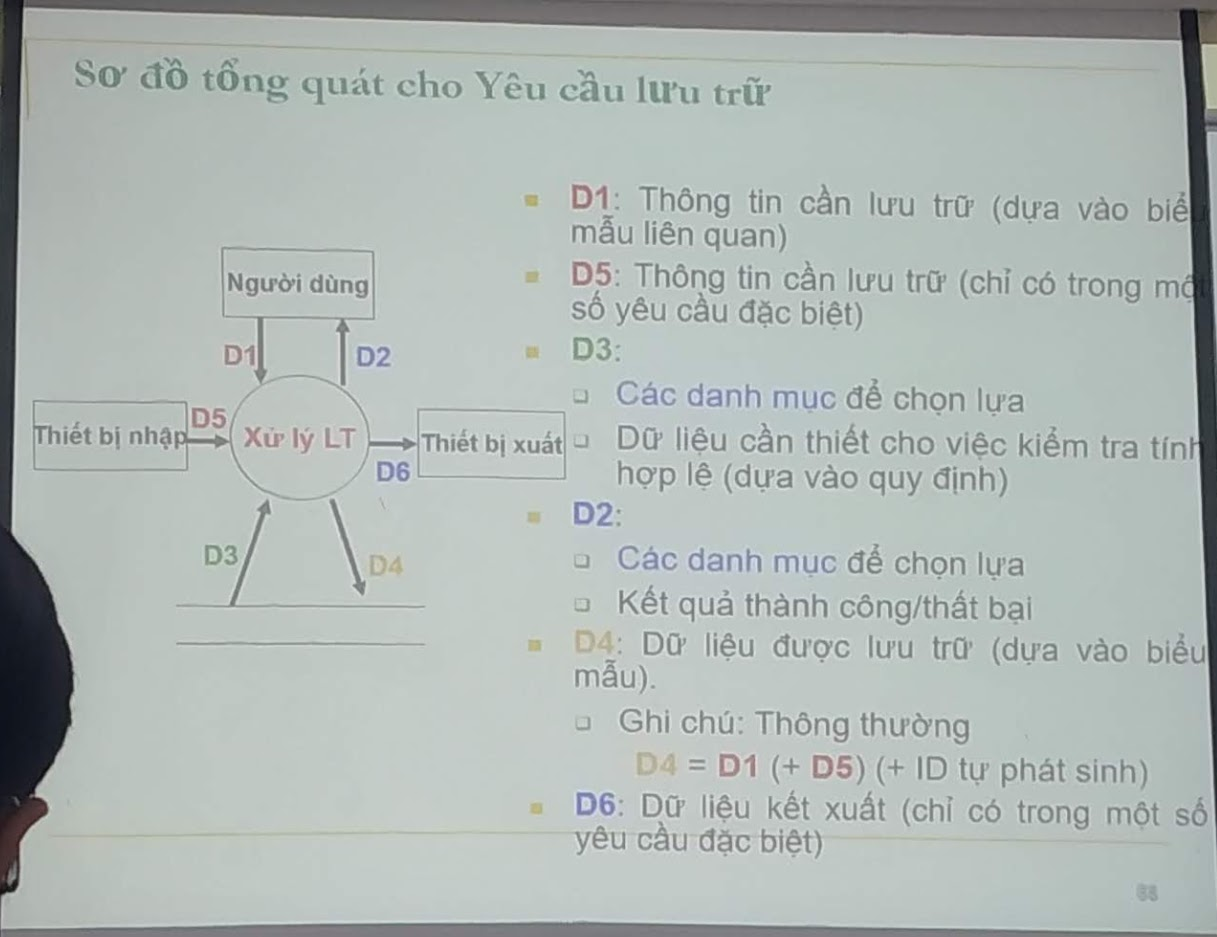 Sơ đồ tổng quát cho Yêu cầu lưu trữ
Người dùng
D1
D2
Thiết bị nhập
D5
Xử lý LT
D6
Thiết bị xuất
D3
D4
D1: Thông tin cần lưu trữ (dựa vào biểu
mẫu liên quan)
D5: Thông tin cần lưu trữ (chỉ có trong một
số yêu cầu đặc biệt)
D3:
Các danh mục để chọn lựa
Dữ liệu cần thiết cho việc kiểm tra tính
hợp lệ (dựa vào quy định)
D2:
Các danh mục để chọn lựa
Kết quả thành công/thất bại
D4: Dữ liệu được lưu trữ (dựa vào biểu
mẫu).
Ghi chú: Thông thường
D4 = D1 (+ D5) (+ ID tự phát sinh)
D6: Dữ liệu kết xuất (chỉ có trong một số
yêu cầu đặc biệt)